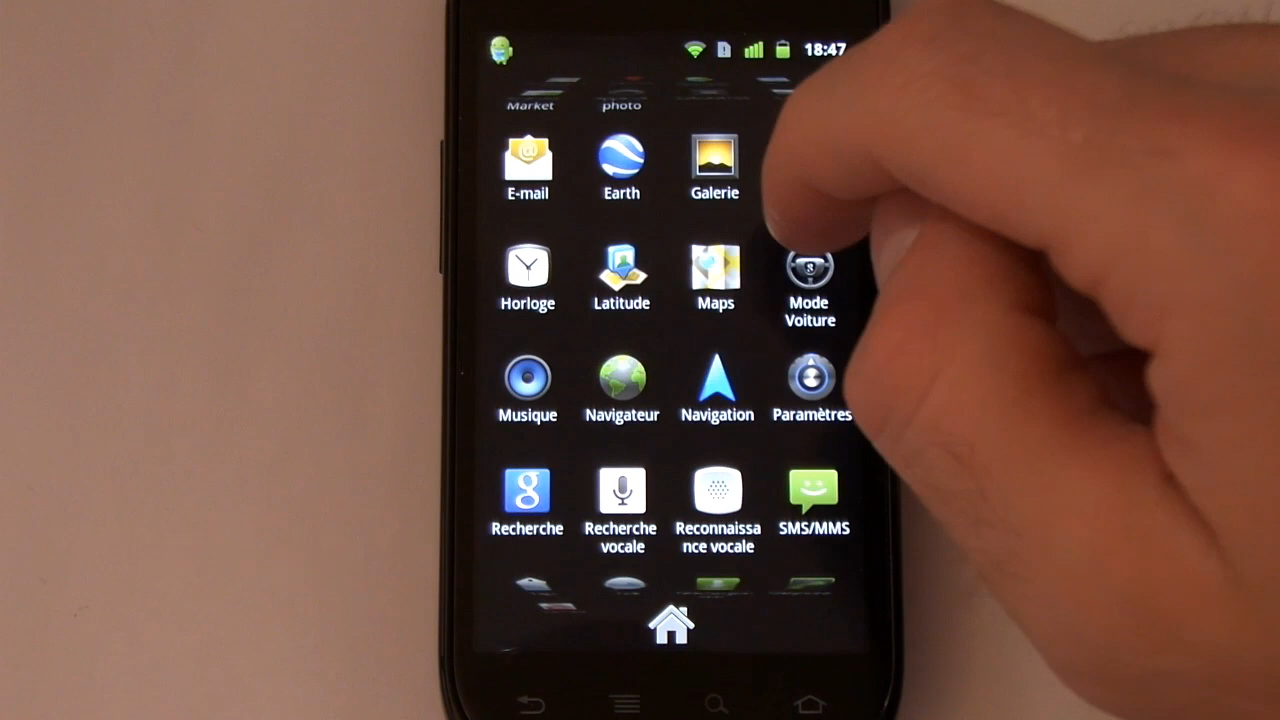 18:47
Market photo
E-mail Earth Galerie
Horloge Latitude Maps Mode
Voiture
Musique Navigateur Navigation Paramètres
Recherche Recherche Reconnaissa SMS/MMS
vocale nce vocale